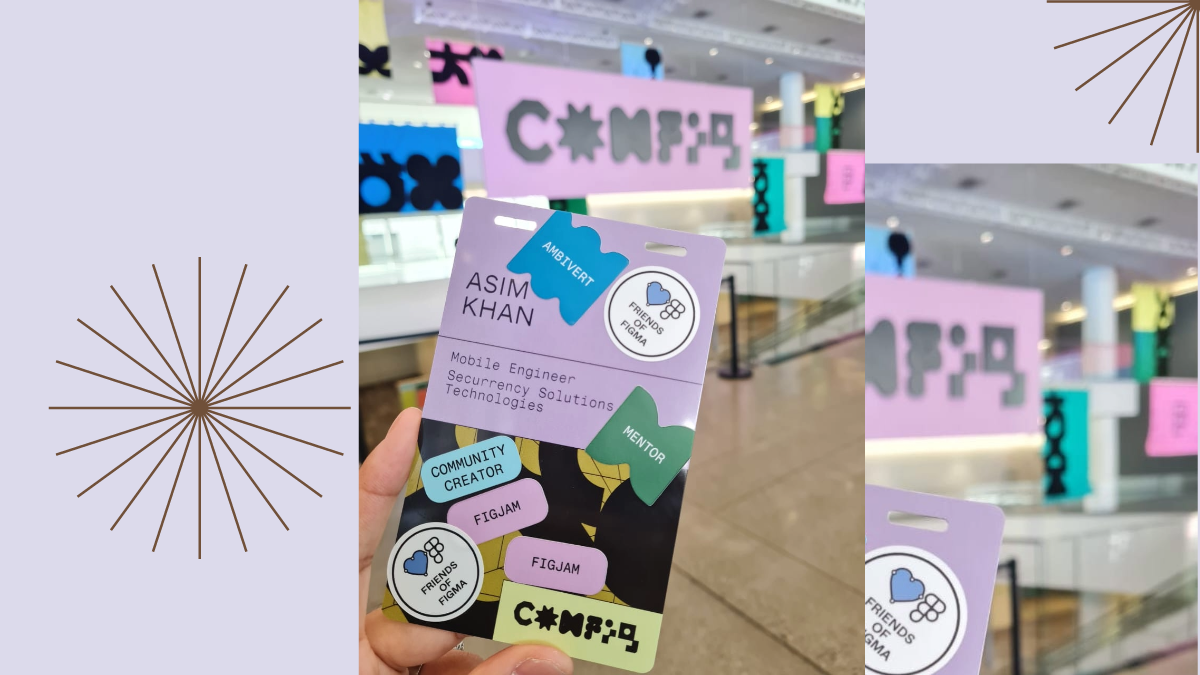 CONFIG
AMBIVERT
ASIM
KHAN
FRIENDS
OF
FIGMA
Mobile Engineer
Securrency Solutions
Technologies
MENTOR
COMMUNITY
CREATOR
FIGJAM
FIGJAM
FRIENDS
OF
FIGMA
CONFIG
NFIG
FRIENDS
OF
FIGMA